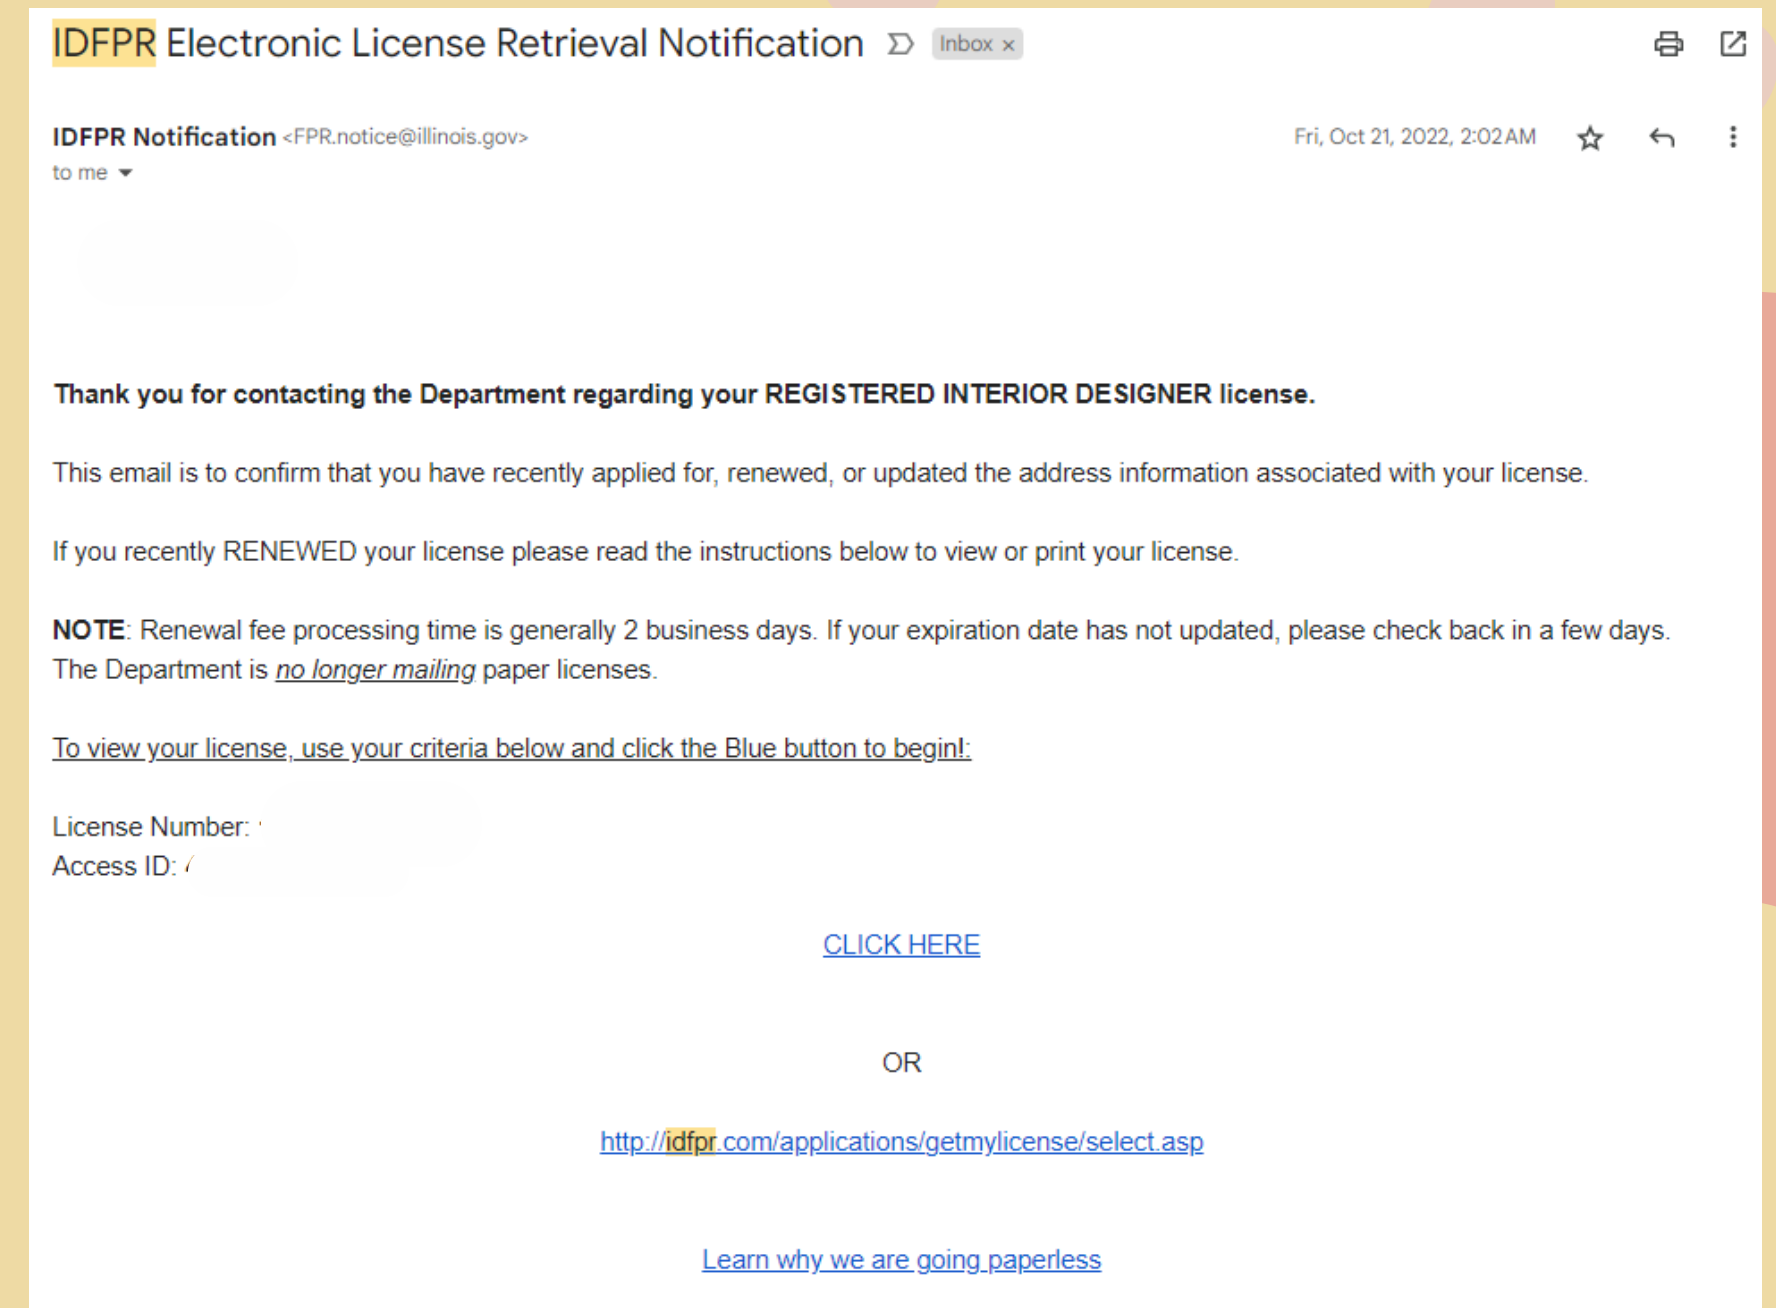 IDFPR Electronic License Retrieval Notification Inbox x
IDFPR Notification <FPR.notice@illinois.gov> Fri, Oct 21, 2022, 2:02 AM
to me
Thank you for contacting the Department regarding your REGISTERED INTERIOR DESIGNER license.
This email is to confirm that you have recently applied for, renewed, or updated the address information associated with your license.
If you recently RENEWED your license please read the instructions below to view or print your license.
NOTE: Renewal fee processing time is generally 2 business days. If your expiration date has not updated, please check back in a few days.
The Department is no longer mailing paper licenses.
To view your license, use your criteria below and click the Blue button to begin!:
License Number:
Access ID:
CLICK HERE
OR
http://idfpr.com/applications/getmylicense/select.asp
Learn why we are going paperless